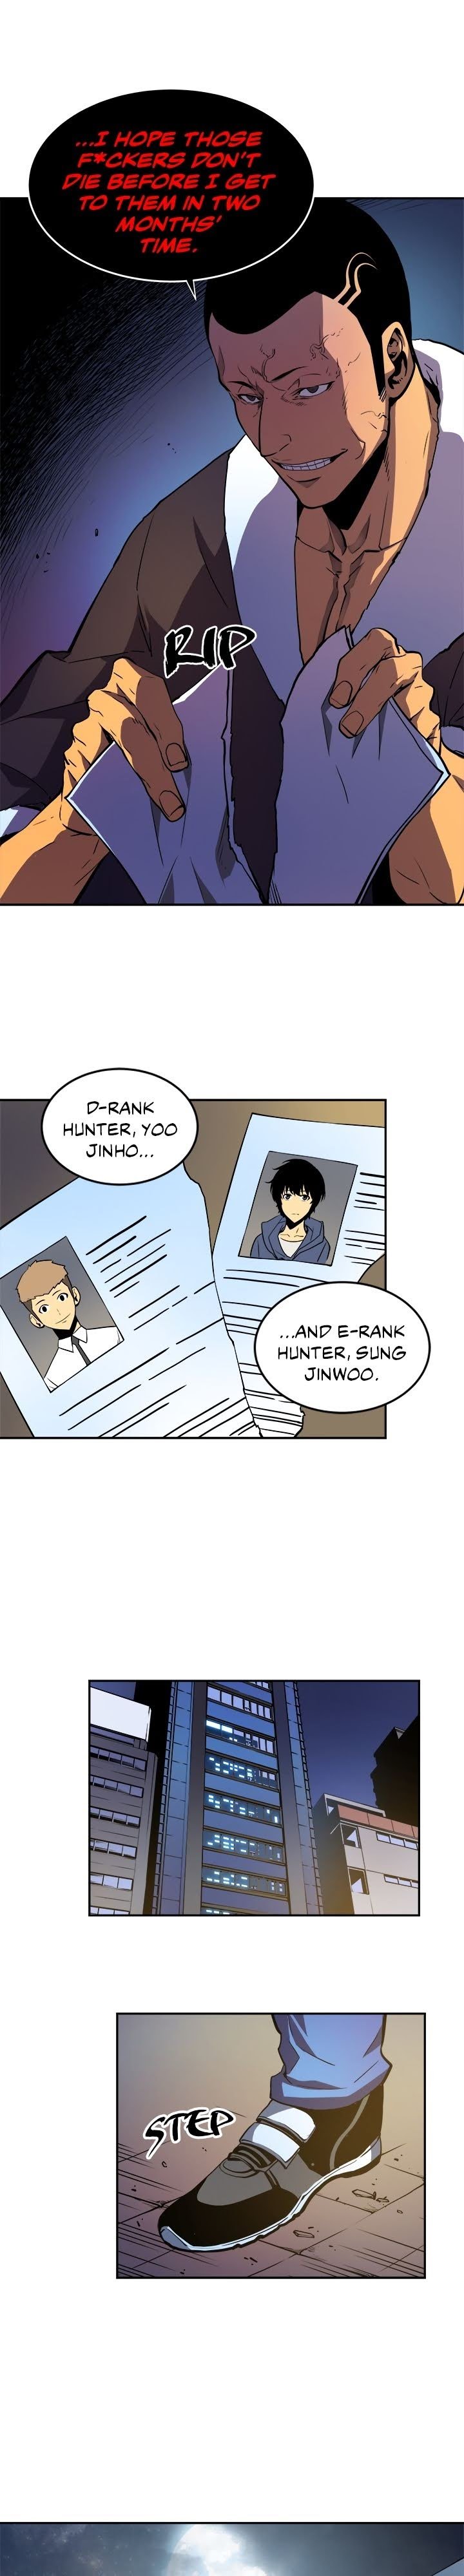 ...I HOPE THOSE
F*CKERS DON'T
DIE BEFORE I GET
TO THEM IN TWO
MONTHS'
TIME.
RIP
D-RANK
HUNTER, YOO
JINHO...
...AND E-RANK
HUNTER, SUNG
JINWOO.
STEP